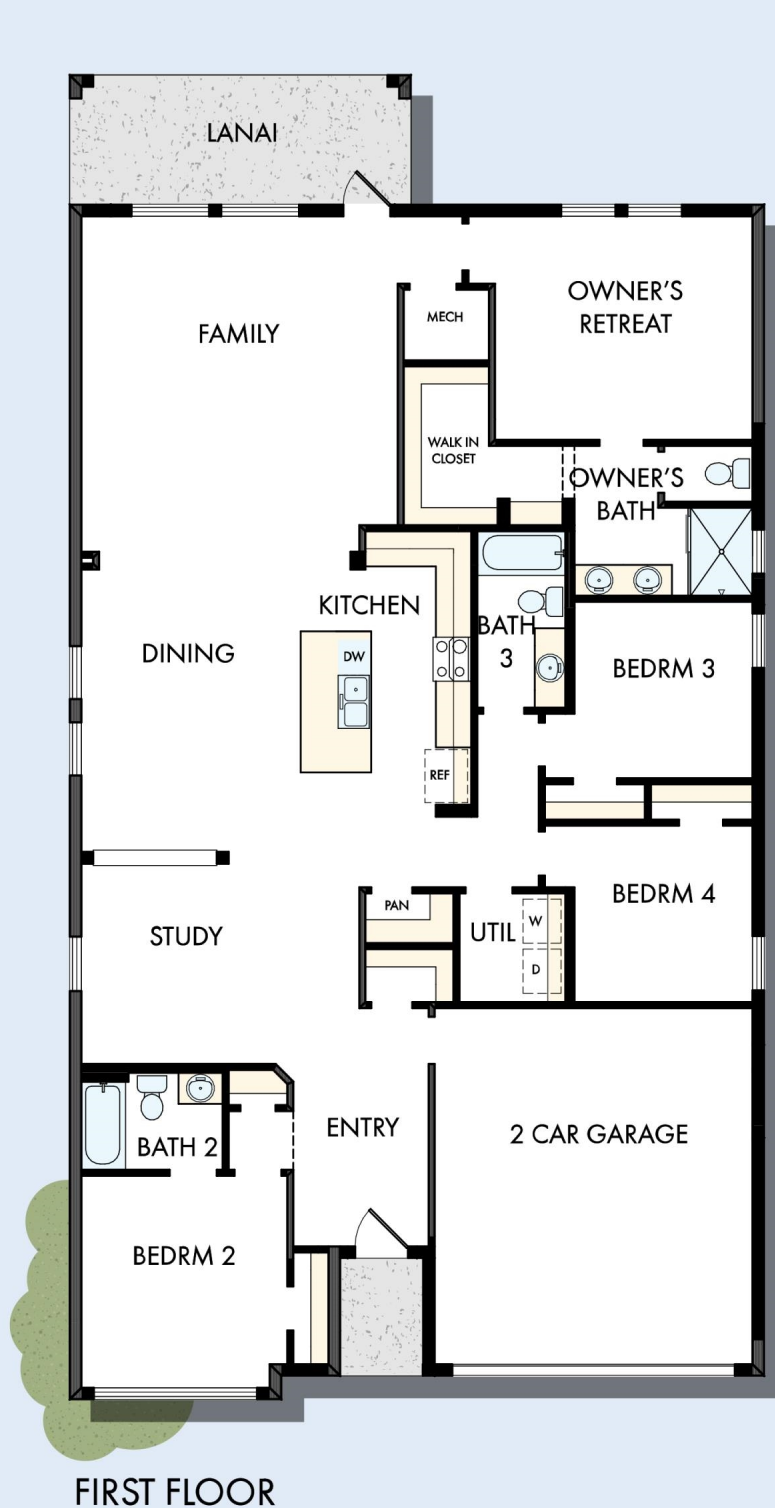 LANAI
FAMILY
MECH
OWNER'S
RETREAT
WALK IN
CLOSET
OWNER'S
BATH
KITCHEN
DINING
DW
BATH
3
BEDRM 3
REF
PAN
UTIL
W
D
BEDRM 4
STUDY
BATH 2
ENTRY
2 CAR GARAGE
BEDRM 2
FIRST FLOOR